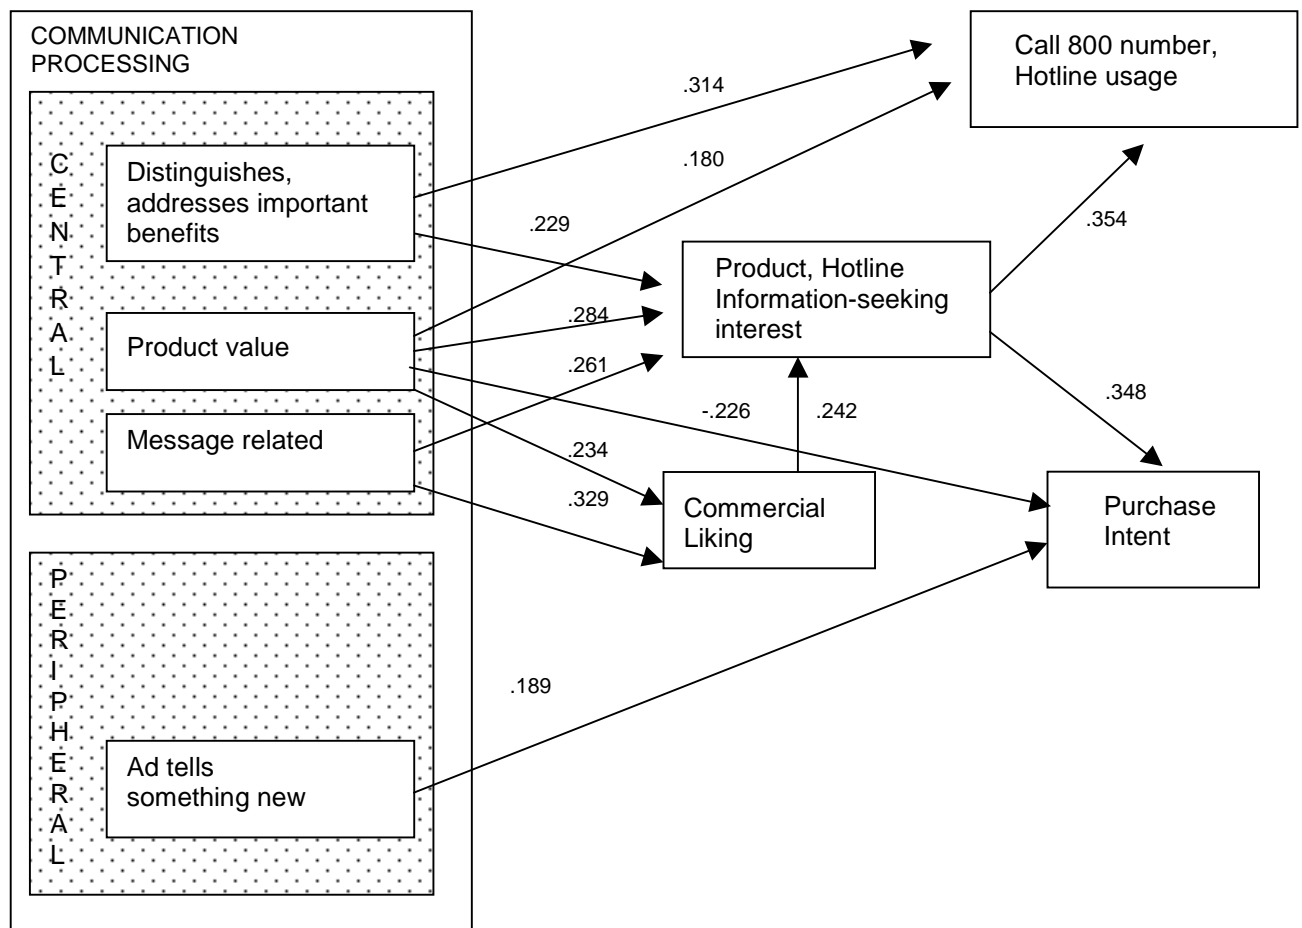 COMMUNICATION
PROCESSING
CENTRAL
Distinguishes,
addresses important
benefits
Product value
Message related
PERIPHERAL
Ad tells
something new
.314
.180
.229
.284
.261
-.226
.242
.234
.329
.189
.354
.348
Call 800 number,
Hotline usage
Product, Hotline
Information-seeking
interest
Commercial
Liking
Purchase
Intent